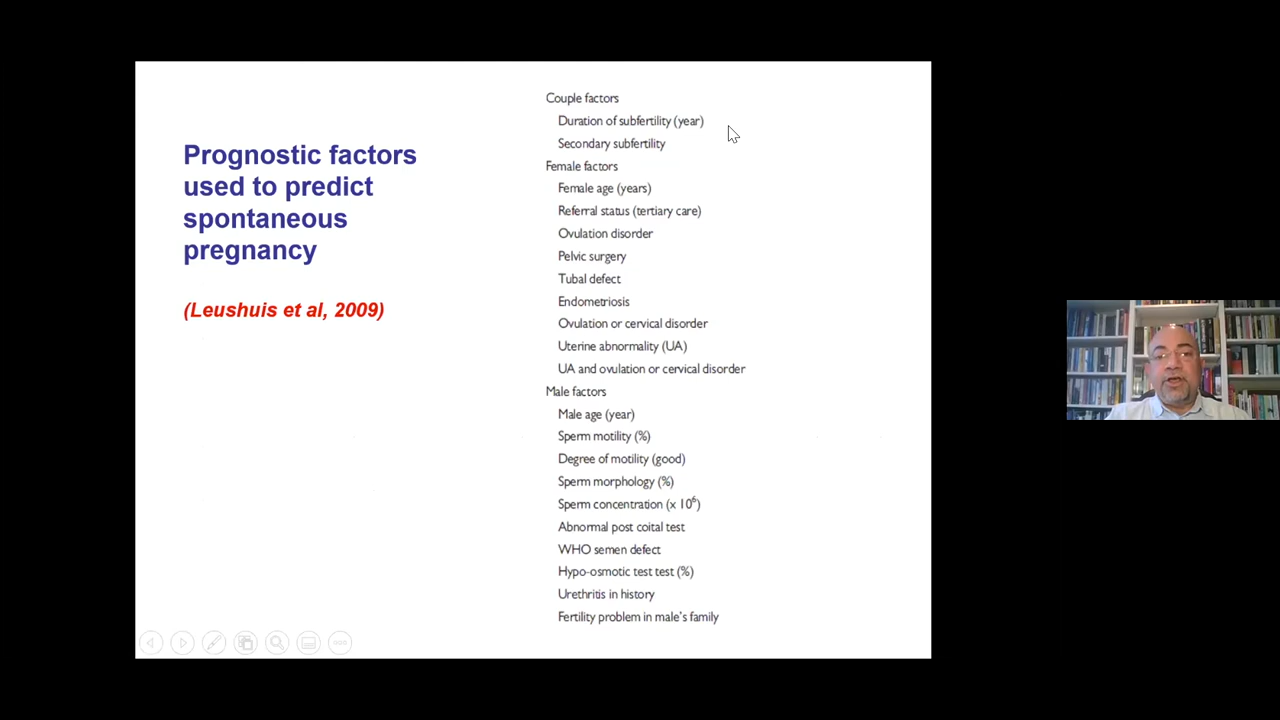 Prognostic factors
used to predict
spontaneous
pregnancy
(Leushuis et al, 2009)
Couple factors
Duration of subfertility (year)
Secondary subfertility
Female factors
Female age (years)
Referral status (tertiary care)
Ovulation disorder
Pelvic surgery
Tubal defect
Endometriosis
Ovulation or cervical disorder
Uterine abnormality (UA)
UA and ovulation or cervical disorder
Male factors
Male age (year)
Sperm motility (%)
Degree of motility (good)
Sperm morphology (%)
Sperm concentration (x 10⁶)
Abnormal post coital test
WHO semen defect
Hypo-osmotic test test (%)
Urethritis in history
Fertility problem in male's family